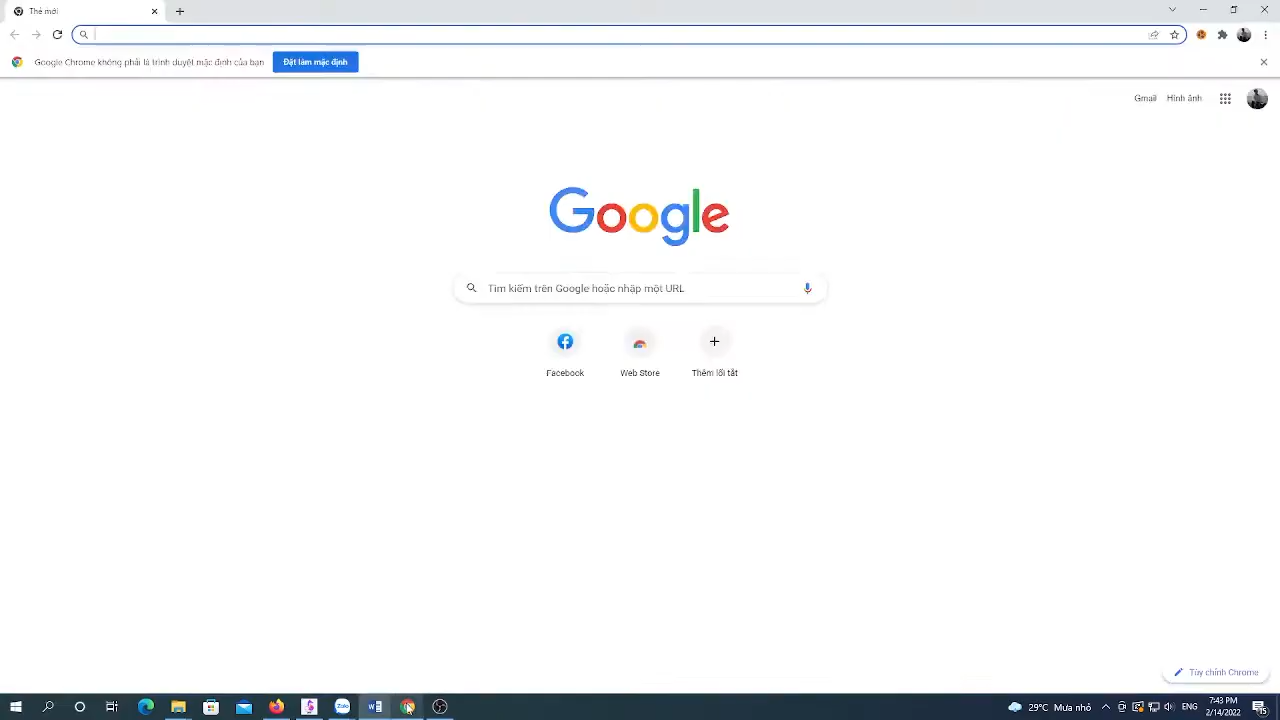 Thẻ mới
Google Chrome không phải là trình duyệt mặc định của bạn
Đặt làm mặc định
Gmail
Hình ảnh
Google
Tìm kiếm trên Google hoặc nhập một URL
Facebook
Web Store
Thêm lối tắt
Tùy chỉnh Chrome
Zalo
29°C Mưa nhỏ
ENG
7:43 PM
2/14/2022